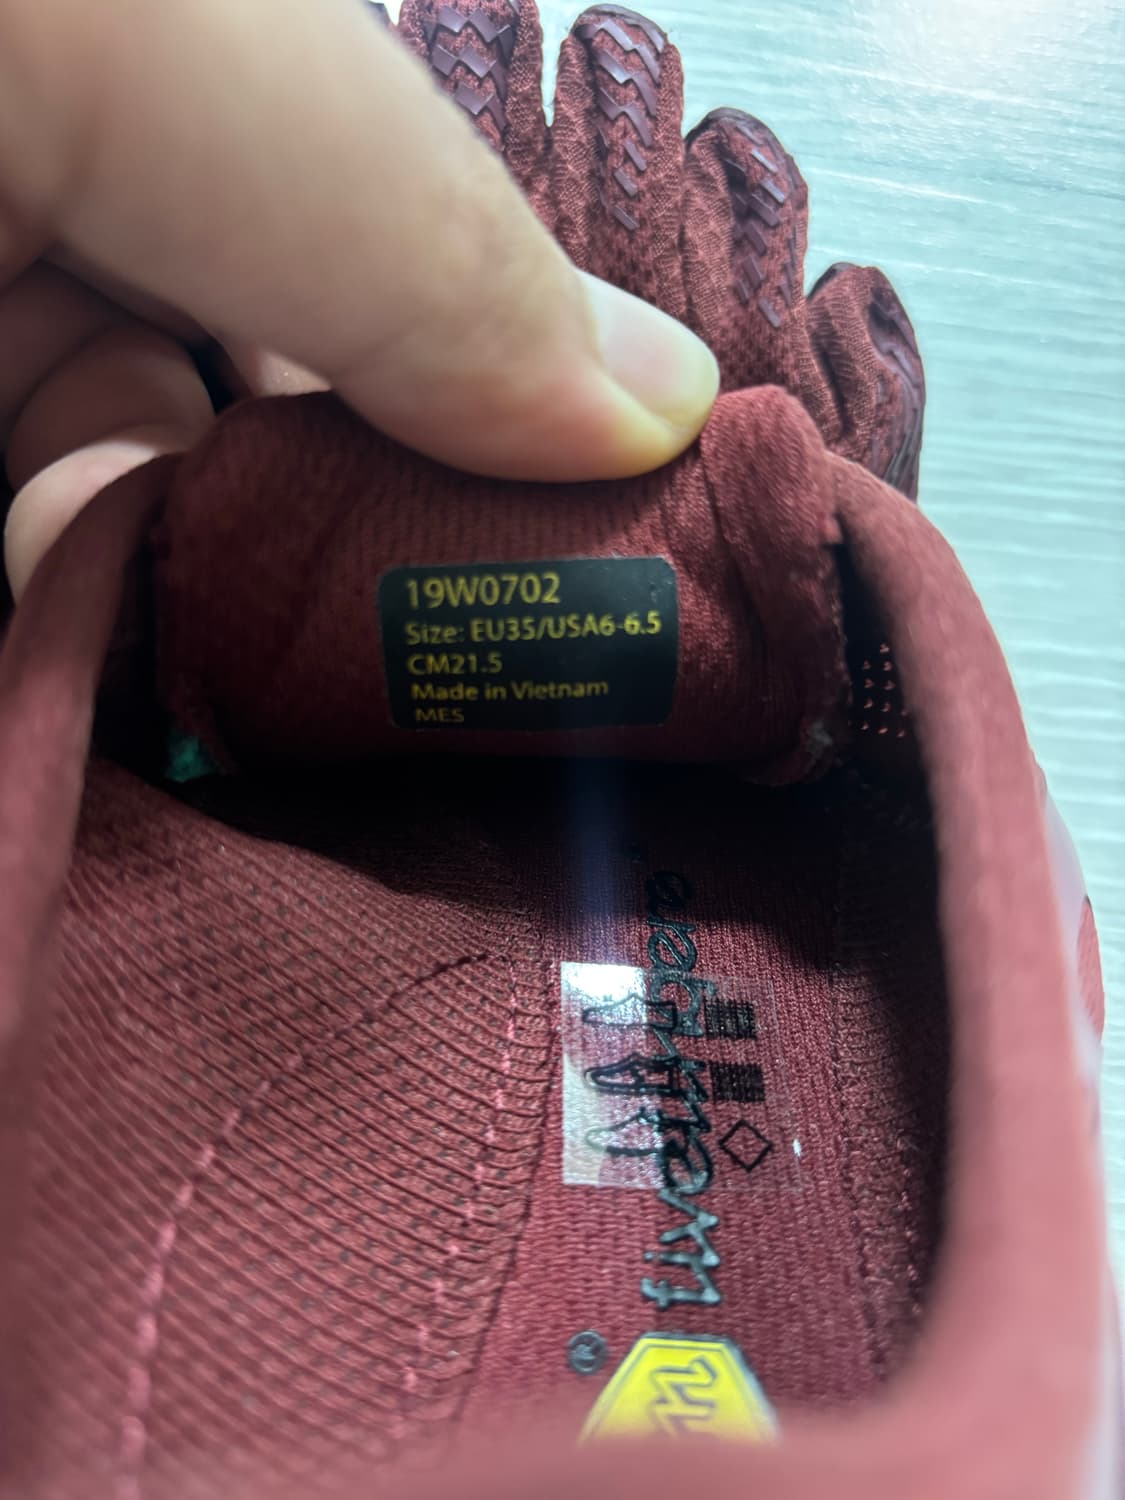 19W0702
Size: EU35/USA6-6.5
CM21.5
Made in Vietnam
MES
fivefingers
®